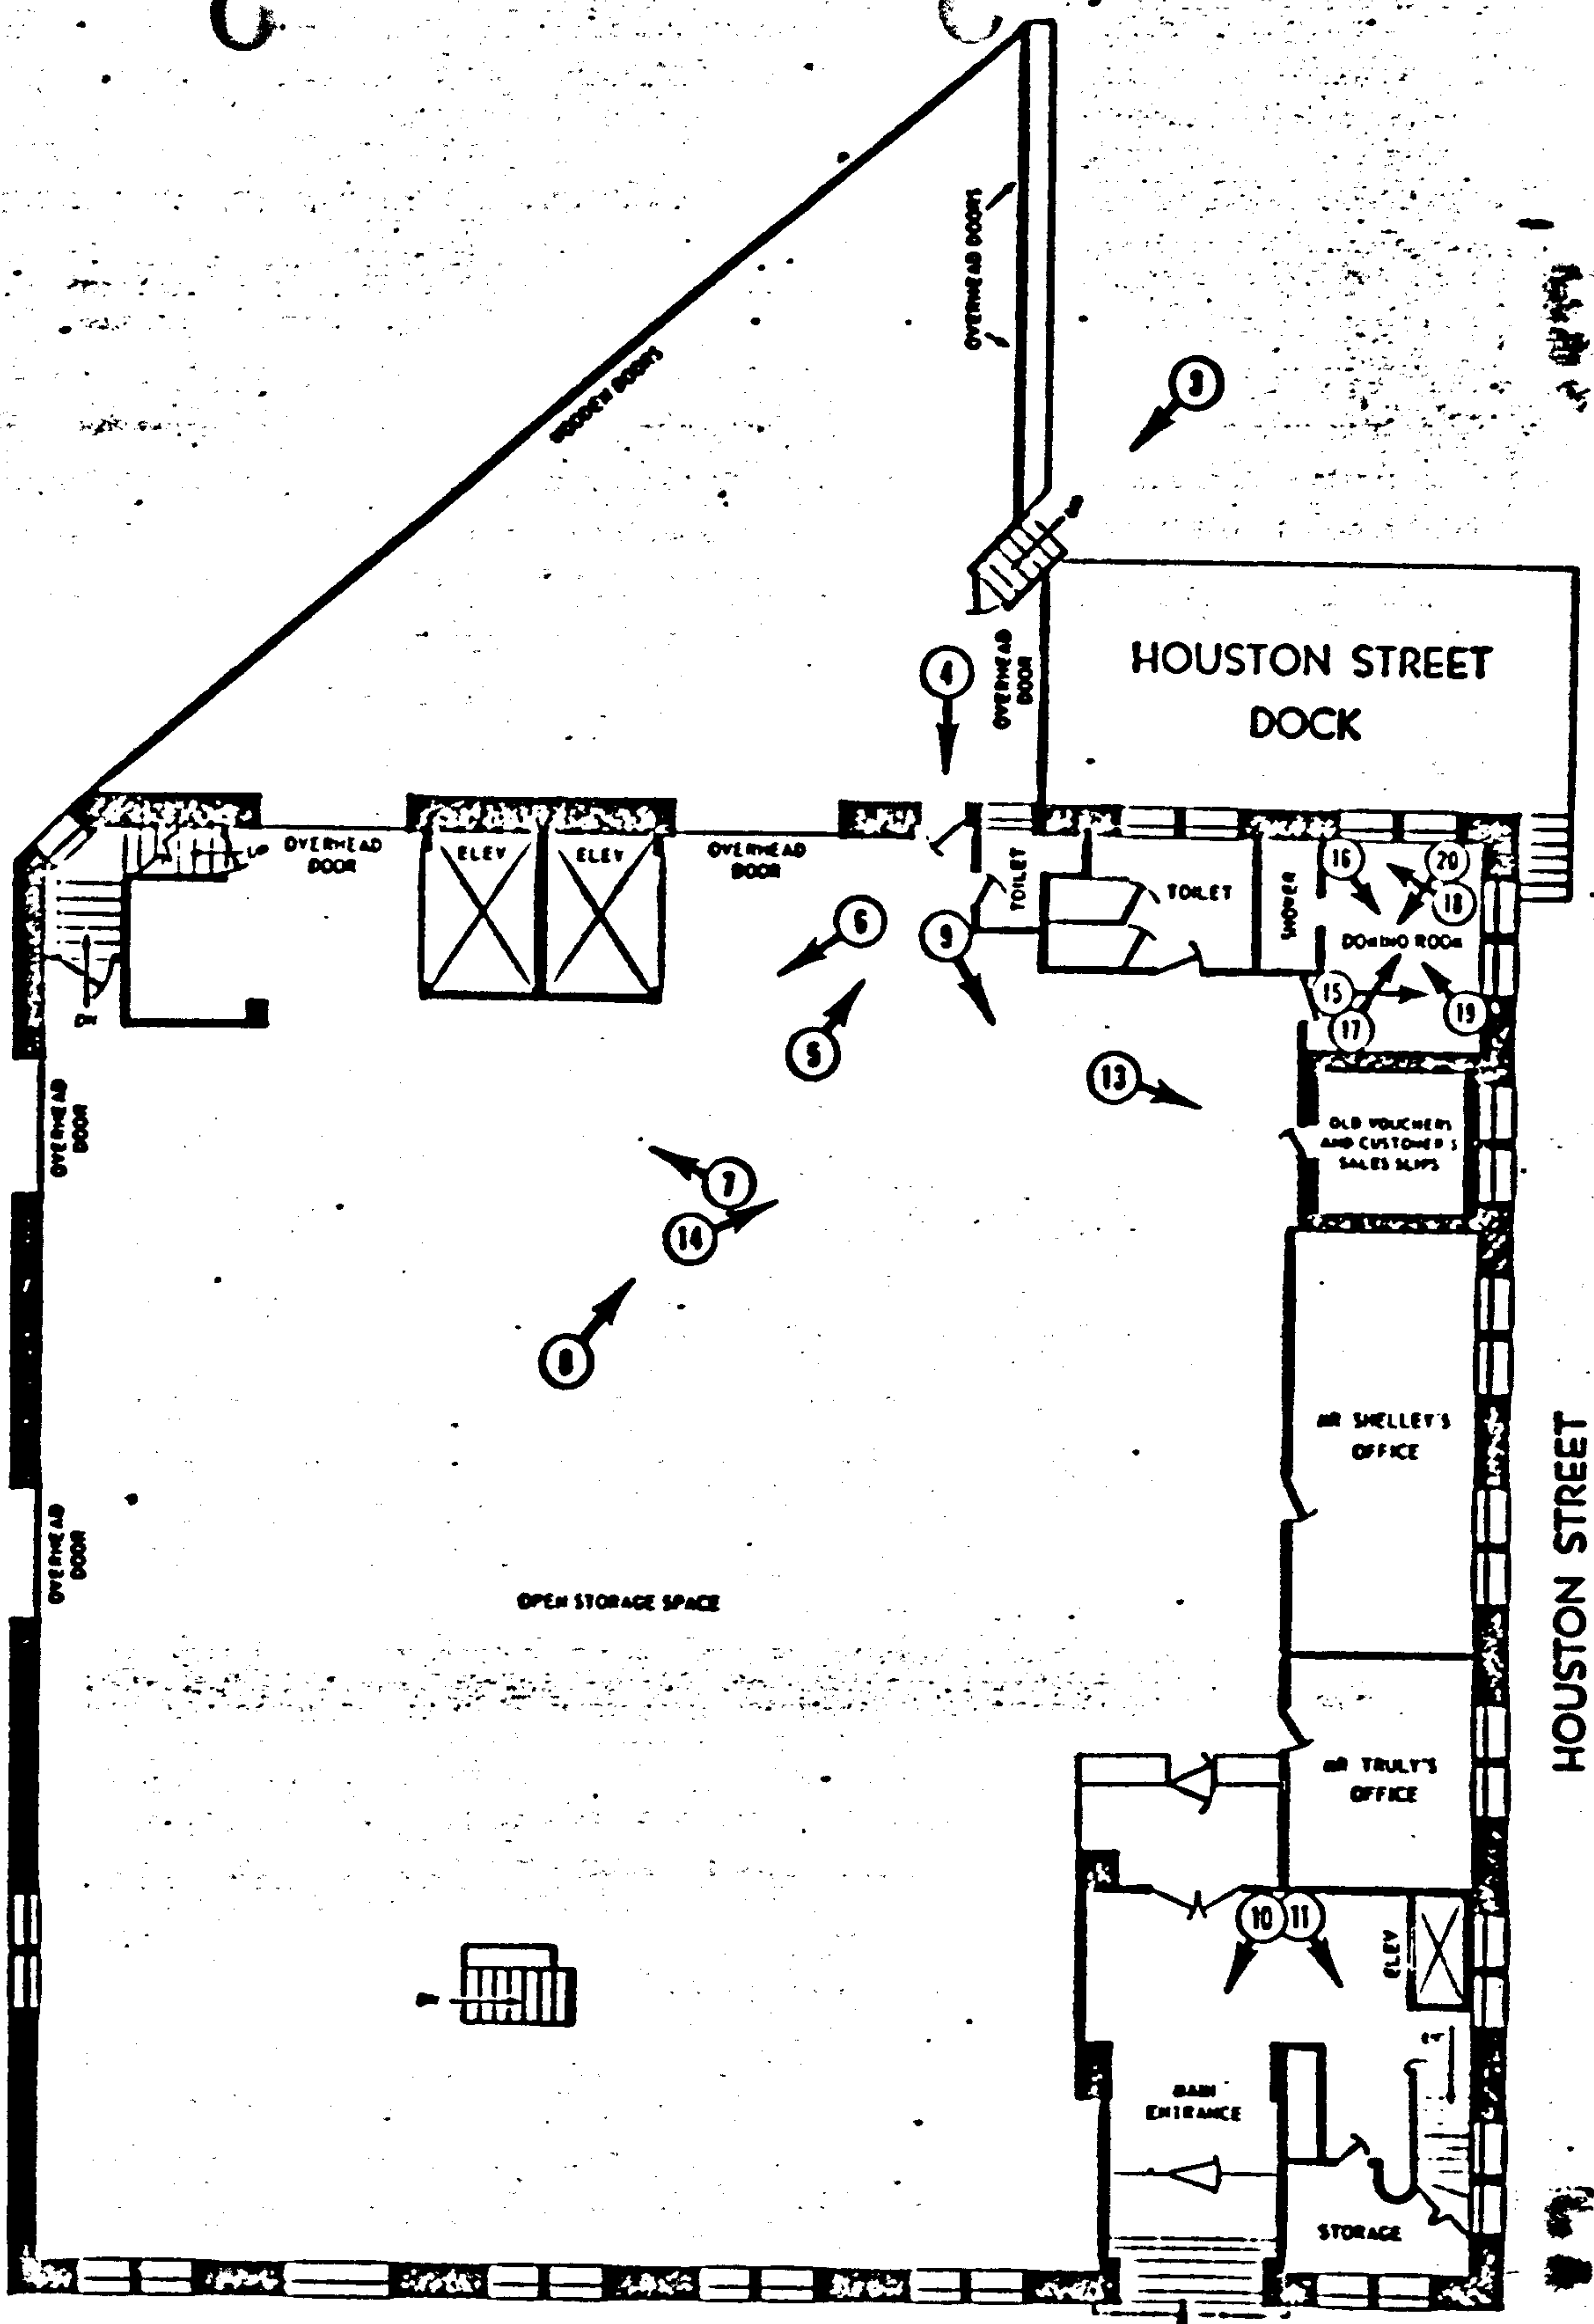 OVERHEAD DOORS
WOODEN DOORS
3
HOUSTON STREET
DOCK
4
OVERHEAD
DOOR
UP
OVERHEAD
DOOR
ELEV
ELEV
OVERHEAD
DOOR
TOILET
TOILET
SHOWER
16
20
18
DOMINO ROOM
15
17
19
6
9
5
DN
13
OVERHEAD
DOOR
OLD VOUCHERS
AND CUSTOMER'S
SALES SLIPS
7
14
8
MR SHELLEY'S
OFFICE
HOUSTON STREET
OVERHEAD
DOOR
OPEN STORAGE SPACE
MR TRULY'S
OFFICE
10
11
ELEV
MAIN
ENTRANCE
STORAGE